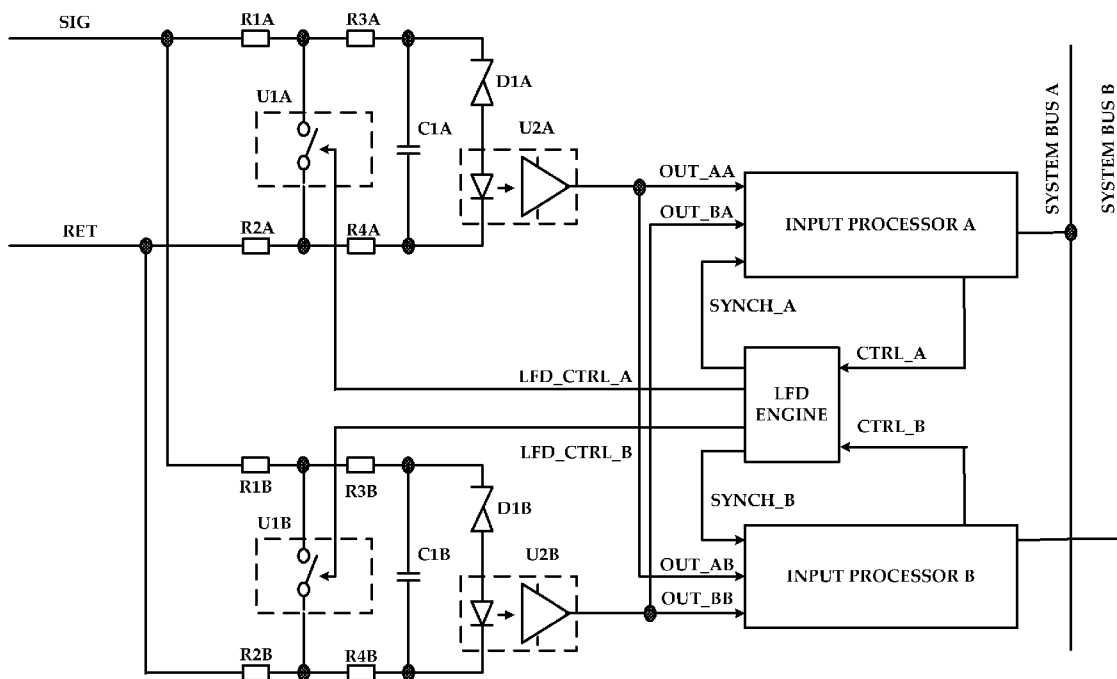 SIG
R1A
R3A
D1A
U1A
C1A
U2A
RET
R2A
R4A
OUT_AA
OUT_BA
INPUT PROCESSOR A
SYSTEM BUS A
SYSTEM BUS B
SYNCH_A
CTRL_A
LFD_CTRL_A
LFD
ENGINE
CTRL_B
LFD_CTRL_B
SYNCH_B
R1B
R3B
D1B
U1B
C1B
U2B
OUT_AB
OUT_BB
INPUT PROCESSOR B
R2B
R4B